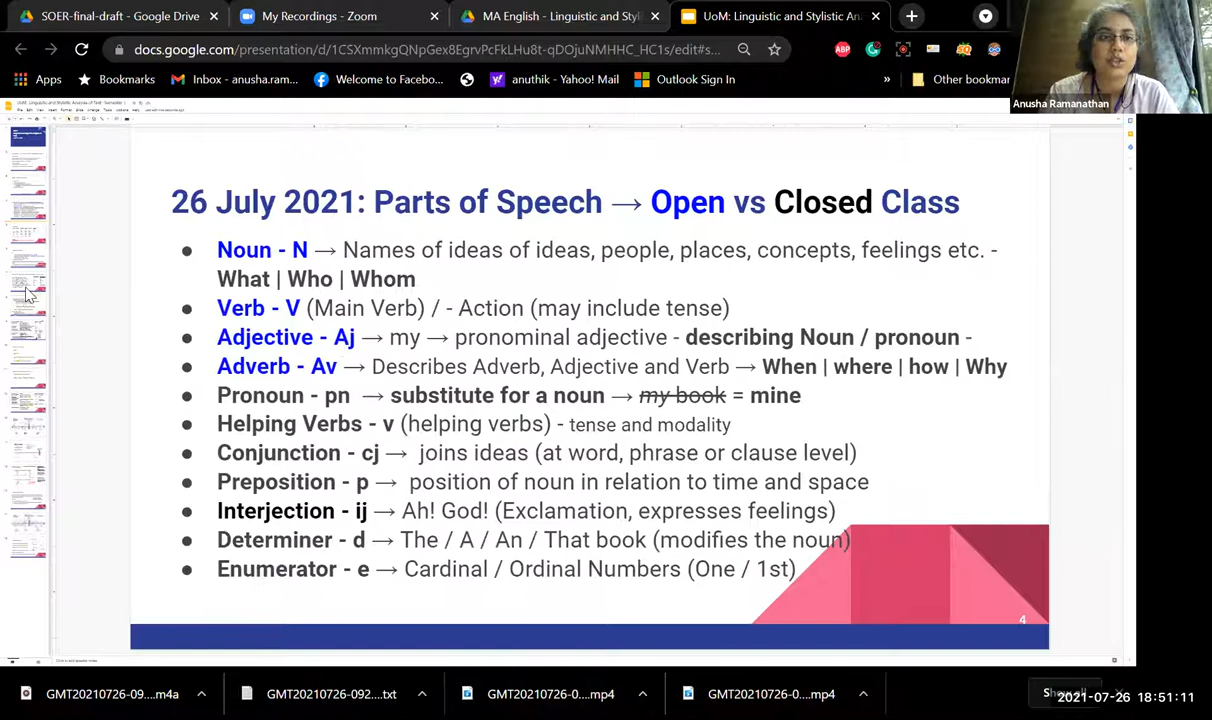 SOER-final-draft - Google Drive
My Recordings - Zoom
MA English - Linguistic and Styli
UoM: Linguistic and Stylistic Ana
docs.google.com/presentation/d/1CSXmmkgQNpGex8EgrvPcFkLHu8t-qDOjuNMHHC_HC1s/edit#s...
ABP
Apps
Bookmarks
Inbox - anusha.ram...
Welcome to Facebo...
anuthik - Yahoo! Mail
Outlook Sign In
»
Other bookmar
Anusha Ramanathan
26 July 2021: Parts of Speech → Open vs Closed Class
● Noun - N → Names of ideas of ideas, people, places, concepts, feelings etc. -
What | Who | Whom
● Verb - V (Main Verb) / - Action (may include tense)
● Adjective - Aj → my → pronominal adjective - describing Noun / pronoun -
● Adverb - Av → Describes Adverb, Adjective and Verb → When | where | how | Why
● Pronoun - pn → substitute for a noun → my book = mine
● Helping Verbs - v (helping verbs) - tense and modality
● Conjunction - cj → joins ideas (at word, phrase or clause level)
● Preposition - p → position of noun in relation to time and space
● Interjection - ij → Ah! God! (Exclamation, expresses feelings)
● Determiner - d → The / A / An / That book (modifies the noun)
● Enumerator - e → Cardinal / Ordinal Numbers (One / 1st)
4
GMT20210726-09....m4a
GMT20210726-092....txt
GMT20210726-0....mp4
GMT20210726-0....mp4
2021-07-26 18:51:11